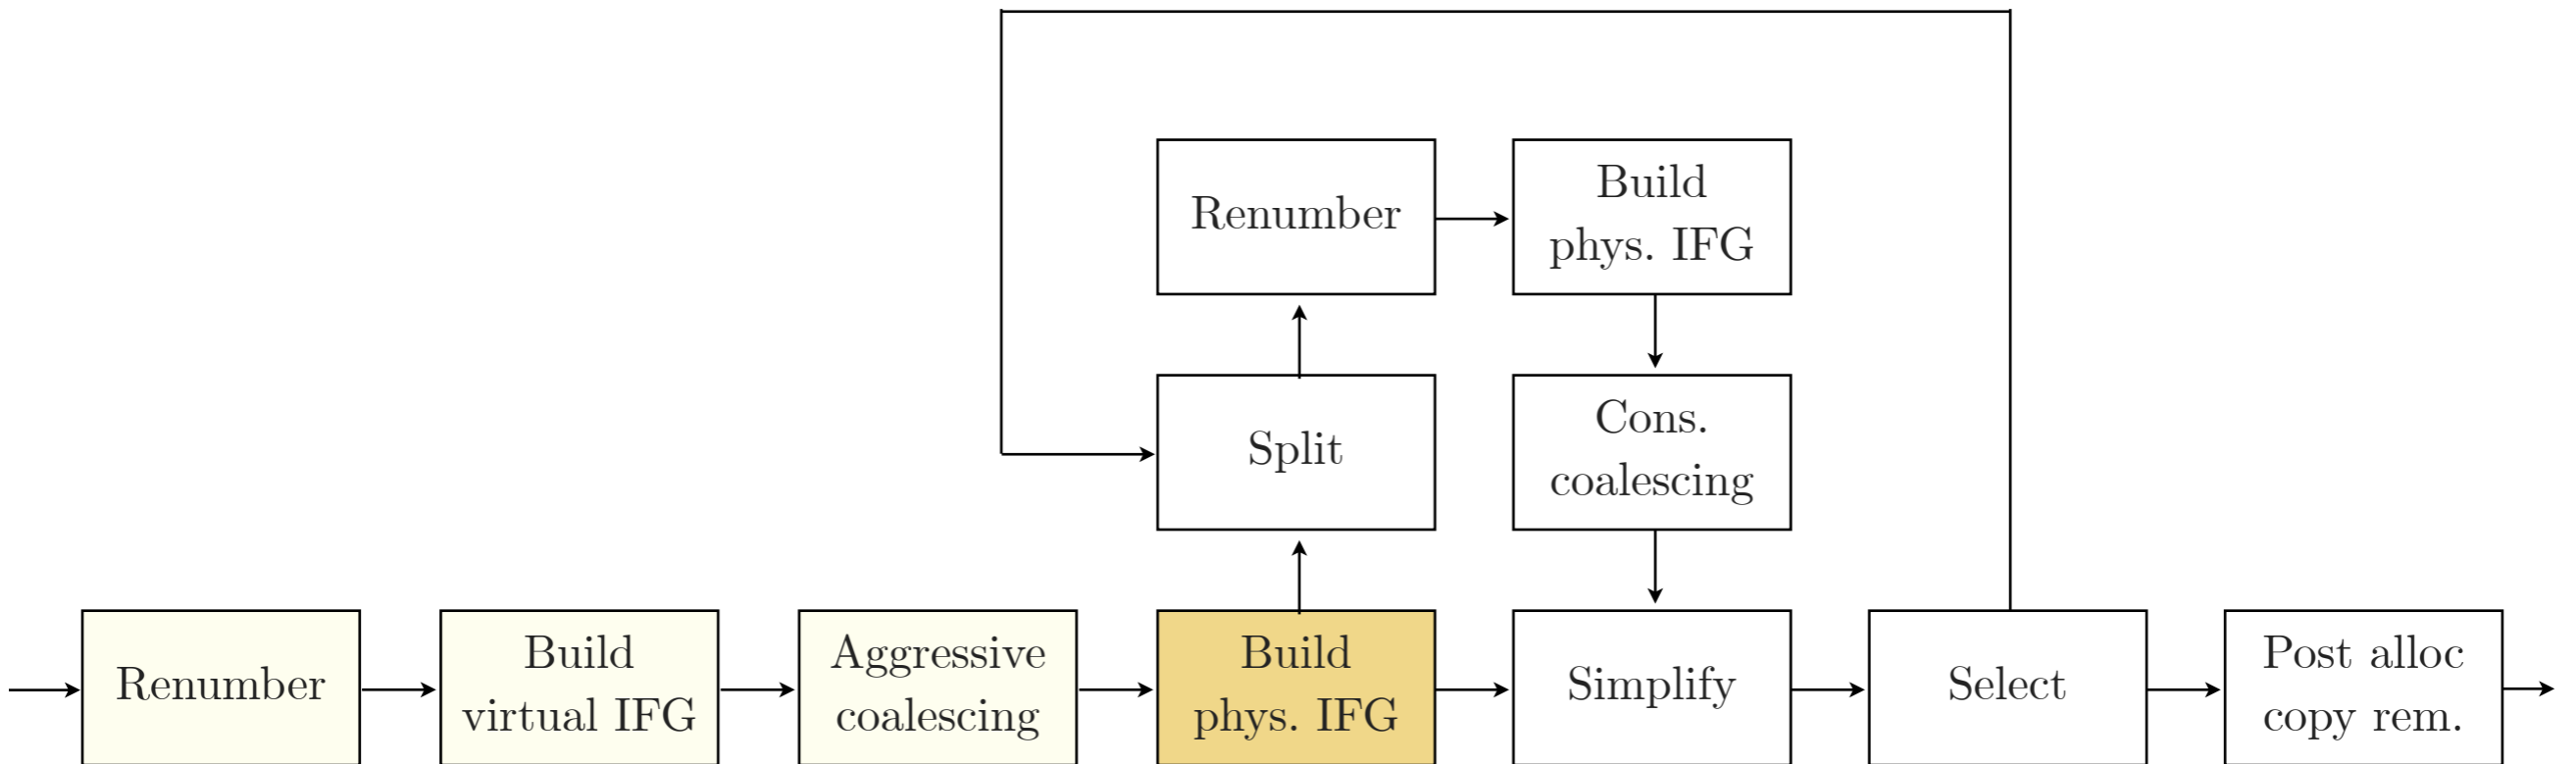 Renumber
Build
phys. IFG
Split
Cons.
coalescing
Renumber
Build
virtual IFG
Aggressive
coalescing
Build
phys. IFG
Simplify
Select
Post alloc
copy rem.